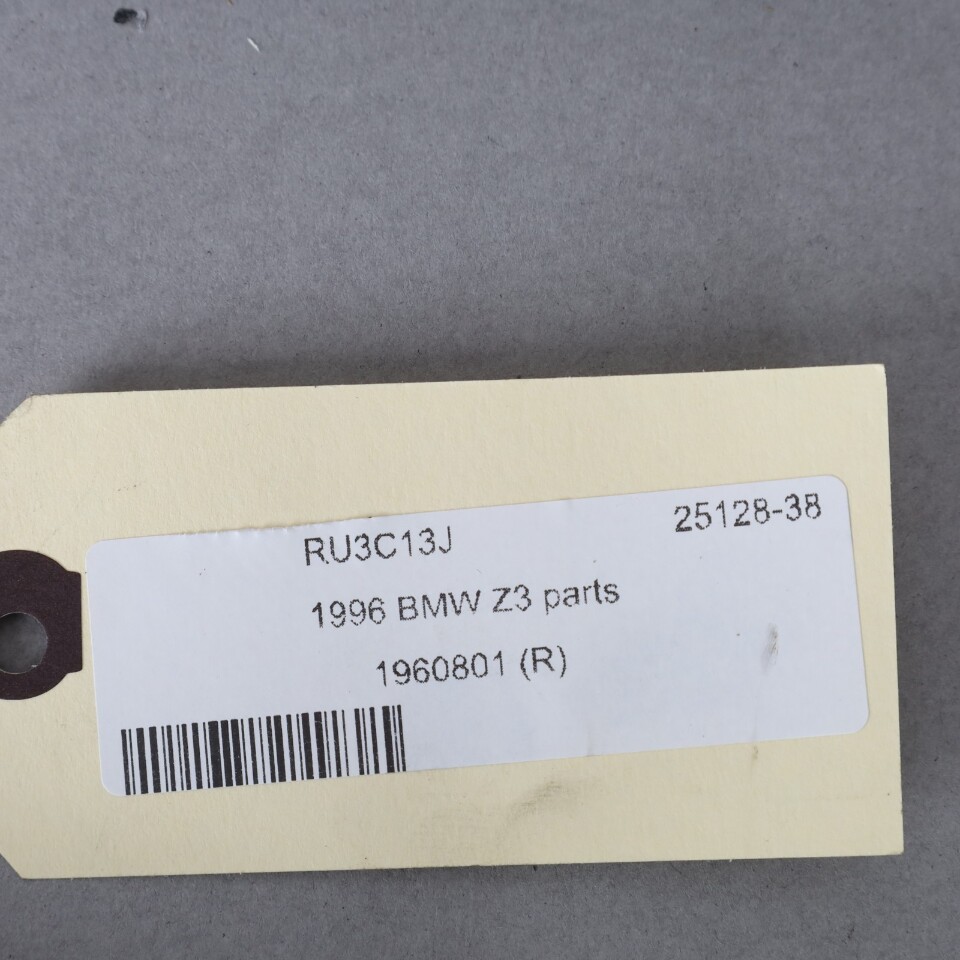 RU3C13J 25128-38
1996 BMW Z3 parts
1960801 (R)